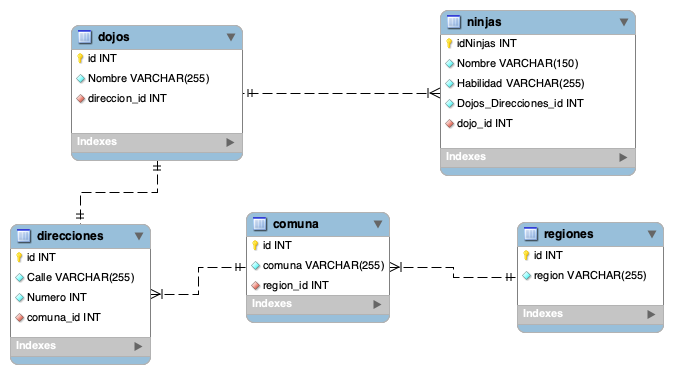 dojos
id INT
Nombre VARCHAR(255)
direccion_id INT
Indexes
ninjas
idNinjas INT
Nombre VARCHAR(150)
Habilidad VARCHAR(255)
Dojos_Direcciones_id INT
dojo_id INT
Indexes
direcciones
id INT
Calle VARCHAR(255)
Numero INT
comuna_id INT
Indexes
comuna
id INT
comuna VARCHAR(255)
region_id INT
Indexes
regiones
id INT
region VARCHAR(255)
Indexes